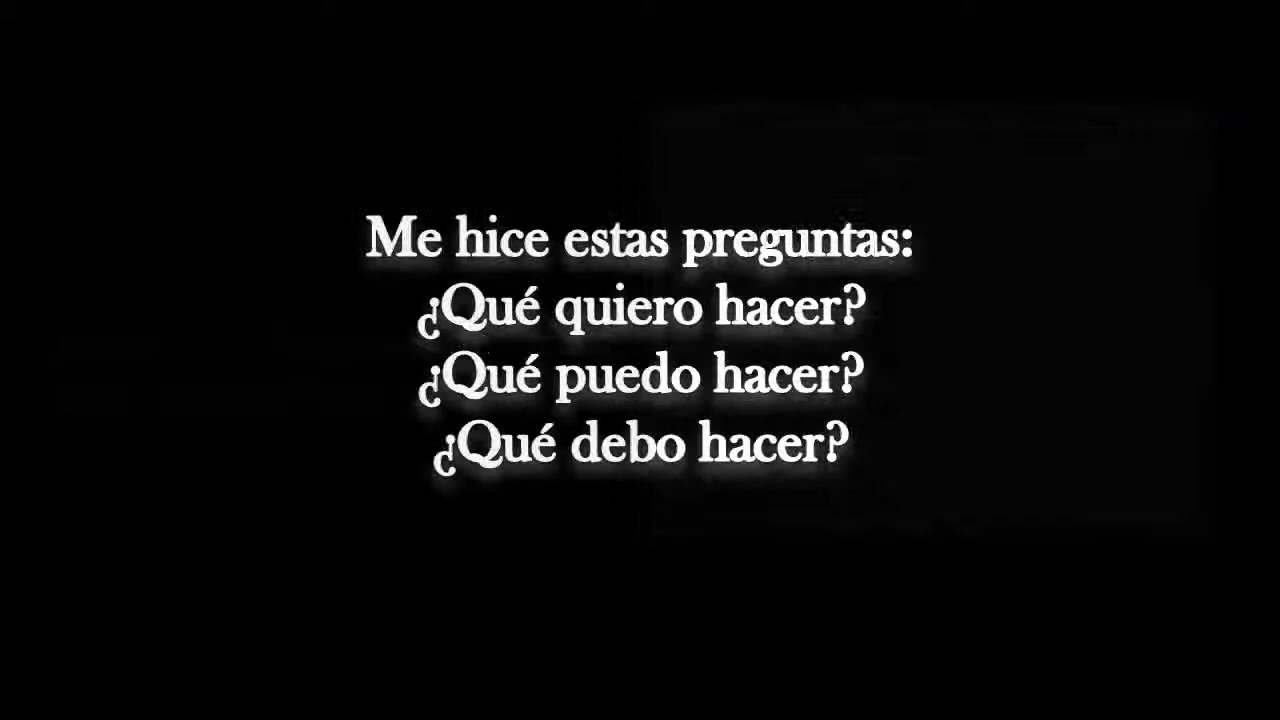 Me hice estas preguntas:
¿Qué quiero hacer?
¿Qué puedo hacer?
¿Qué debo hacer?